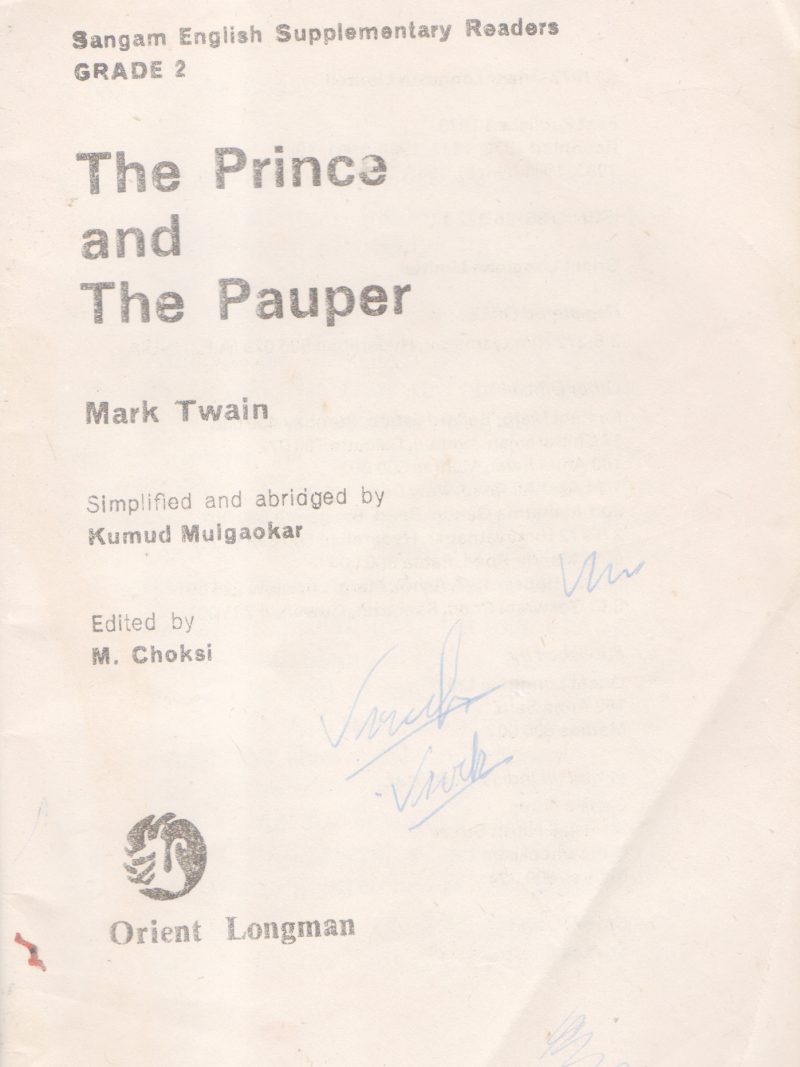 Sangam English Supplementary Readers
GRADE 2
The Prince
and
The Pauper
Mark Twain
Simplified and abridged by
Kumud Mulgaokar
Edited by
M. Choksi
Orient Longman